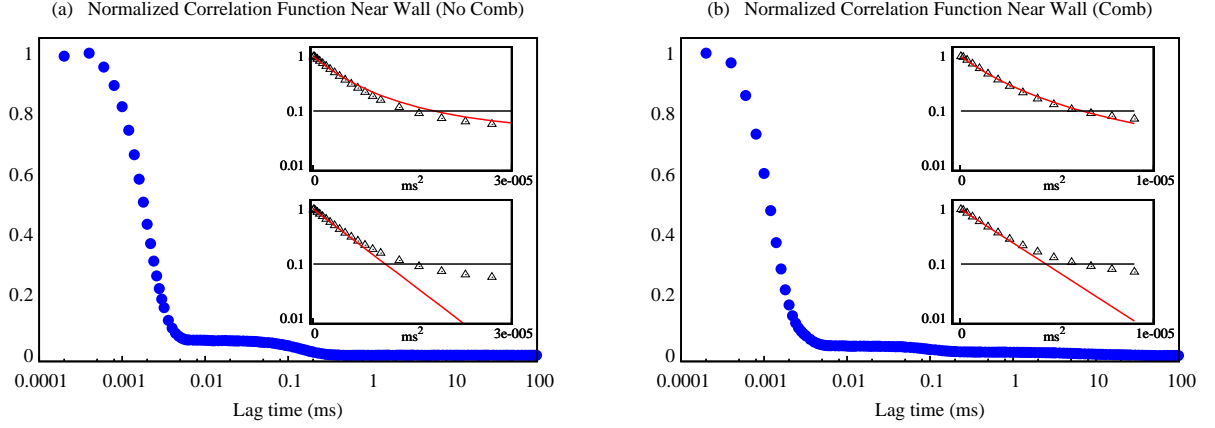 (a) Normalized Correlation Function Near Wall (No Comb)
1
0.8
0.6
0.4
0.2
0
0.0001 0.001 0.01 0.1 1 10 100
Lag time (ms)
1
0.1
0.01
0 ms² 3e-005
1
0.1
0.01
0 ms² 3e-005
(b) Normalized Correlation Function Near Wall (Comb)
1
0.8
0.6
0.4
0.2
0
0.0001 0.001 0.01 0.1 1 10 100
Lag time (ms)
1
0.1
0.01
0 ms² 1e-005
1
0.1
0.01
0 ms² 1e-005